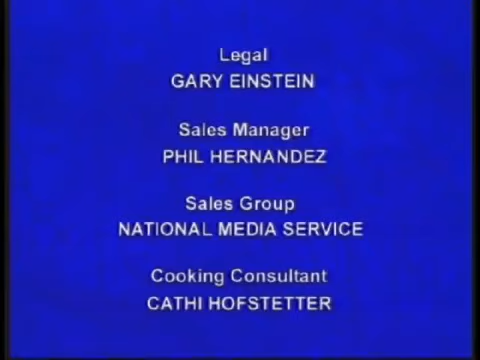 Legal
GARY EINSTEIN
Sales Manager
PHIL HERNANDEZ
Sales Group
NATIONAL MEDIA SERVICE
Cooking Consultant
CATHI HOFSTETTER